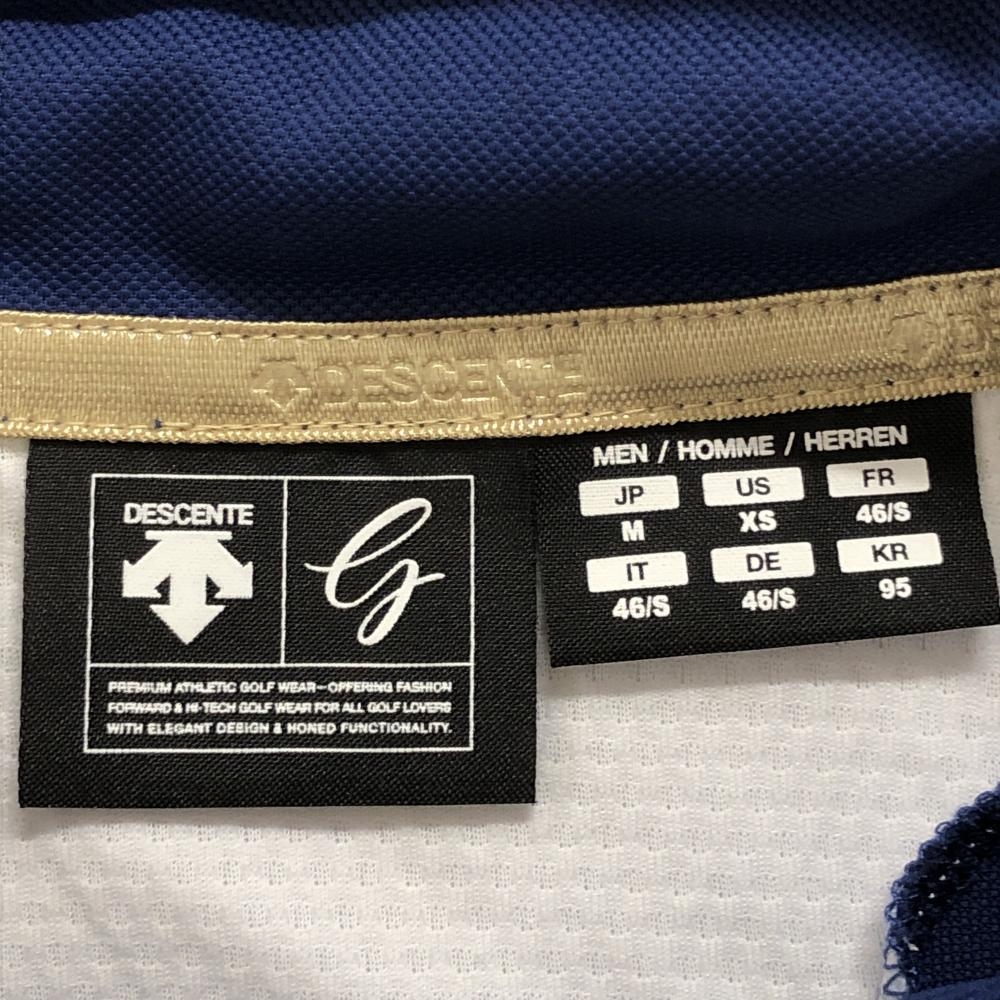 DESCENTE
D
DESCENTE
G
PREMIUM ATHLETIC GOLF WEAR—OFFERING FASHION
FORWARD & HI-TECH GOLF WEAR FOR ALL GOLF LOVERS
WITH ELEGANT DESIGN & HONED FUNCTIONALITY.
MEN / HOMME / HERREN
JP US FR
M XS 46/S
IT DE KR
46/S 46/S 95